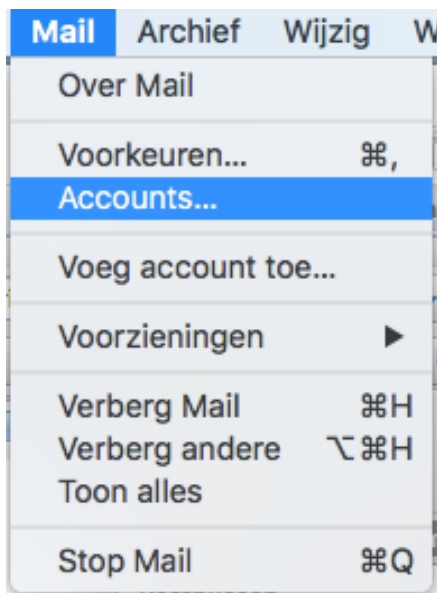 Mail Archief Wijzig
Over Mail
Voorkeuren... ⌘,
Accounts...
Voeg account toe...
Voorzieningen ▶
Verberg Mail ⌘H
Verberg andere ⌥⌘H
Toon alles
Stop Mail ⌘Q